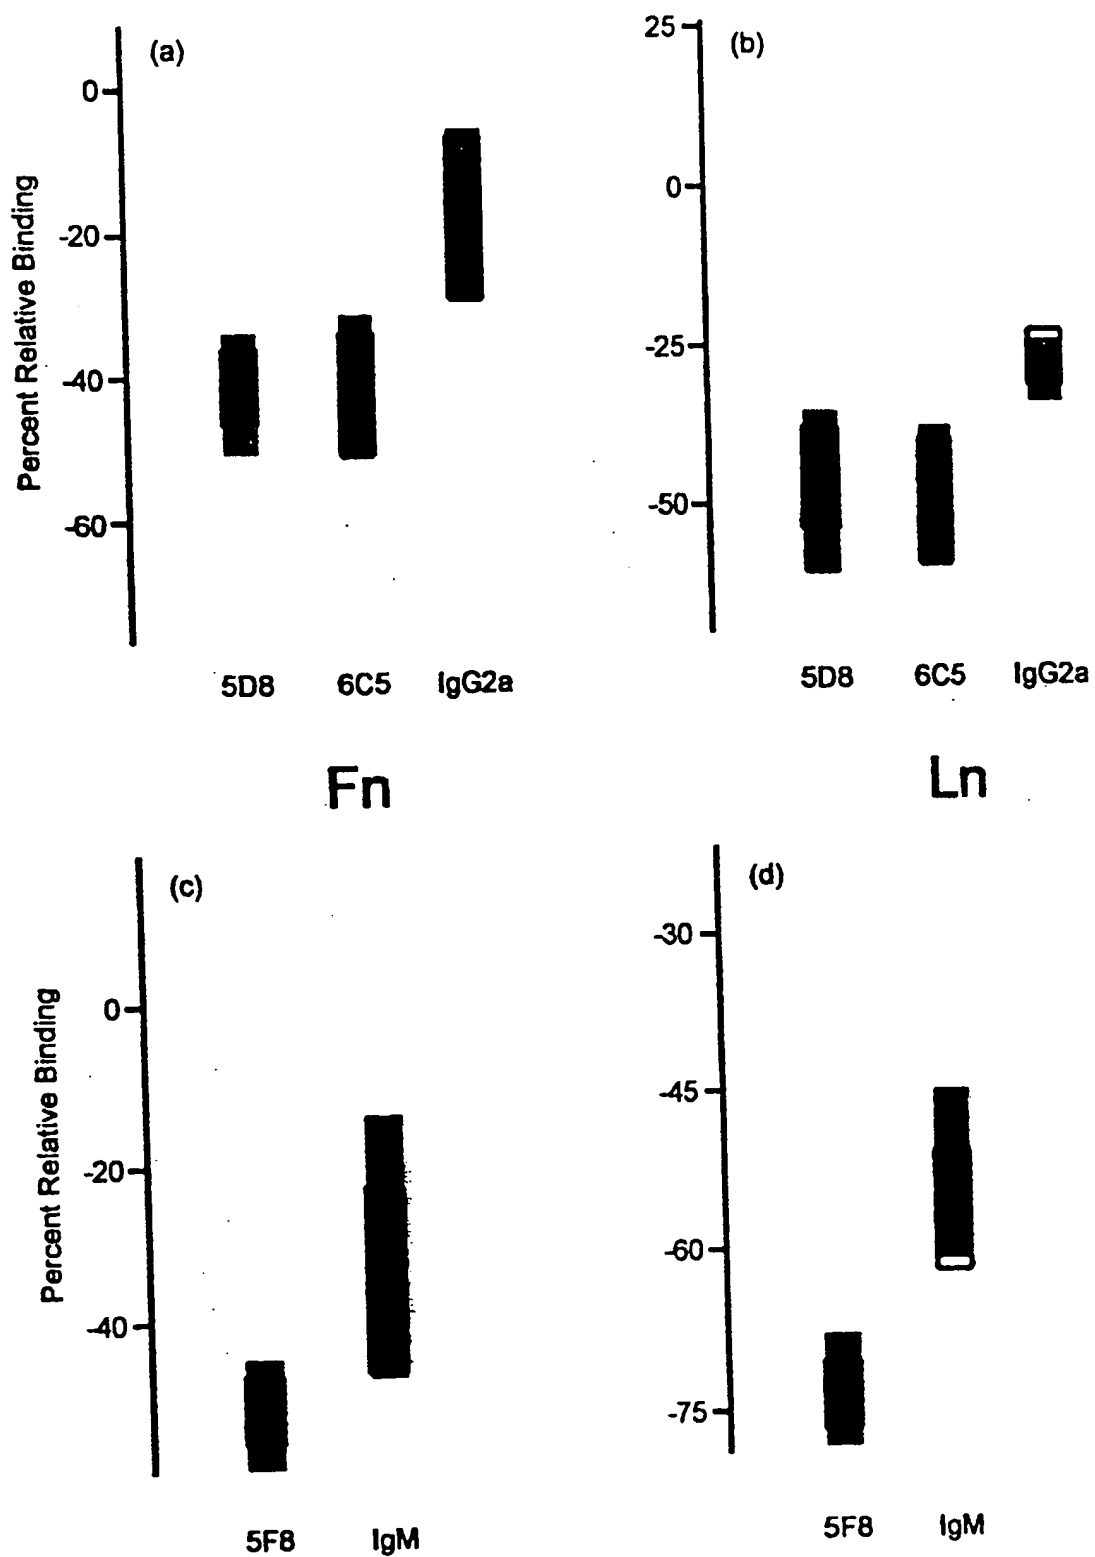 (a)
0
-20
-40
-60
Percent Relative Binding
5D8 6C5 IgG2a
(b)
25
0
-25
-50
5D8 6C5 IgG2a
Fn
Ln
(c)
0
-20
-40
Percent Relative Binding
5F8 IgM
(d)
-30
-45
-60
-75
5F8 IgM